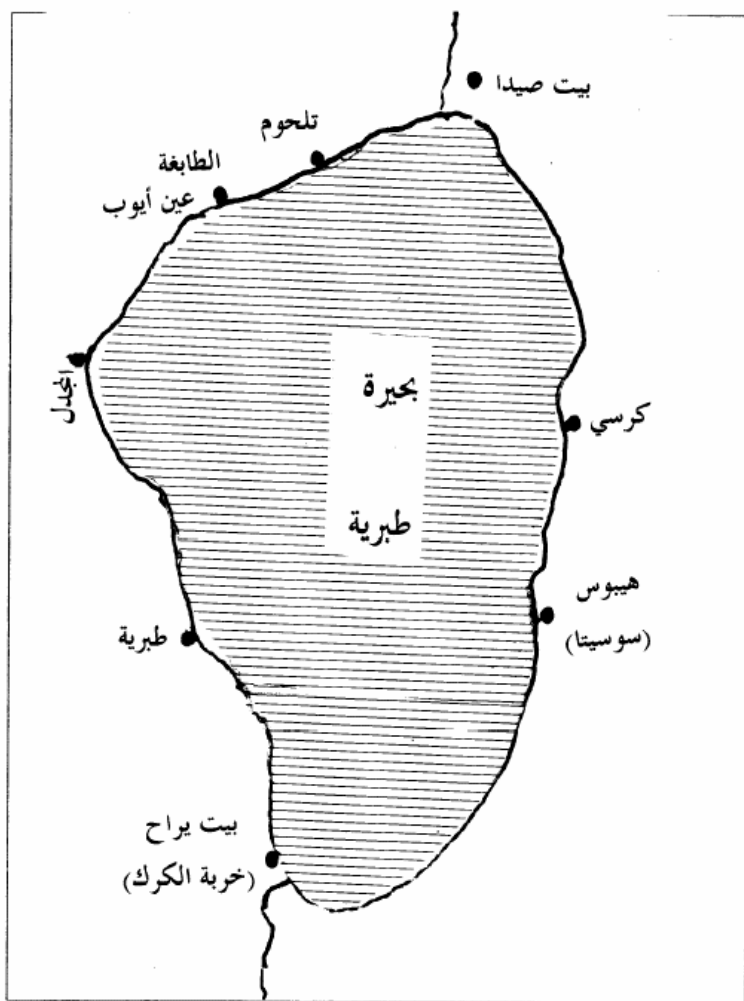 بيت صيدا
تلحوم
الطابغة
عين أيوب
المجدل
بحيرة
كرسي
طبرية
هيبوس
(سوسيتا)
طبرية
بيت يراح
(خربة الكرك)